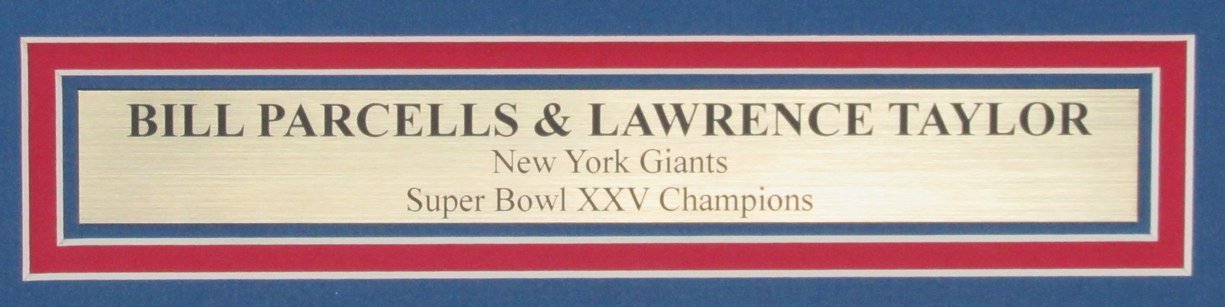 BILL PARCELLS & LAWRENCE TAYLOR
New York Giants
Super Bowl XXV Champions